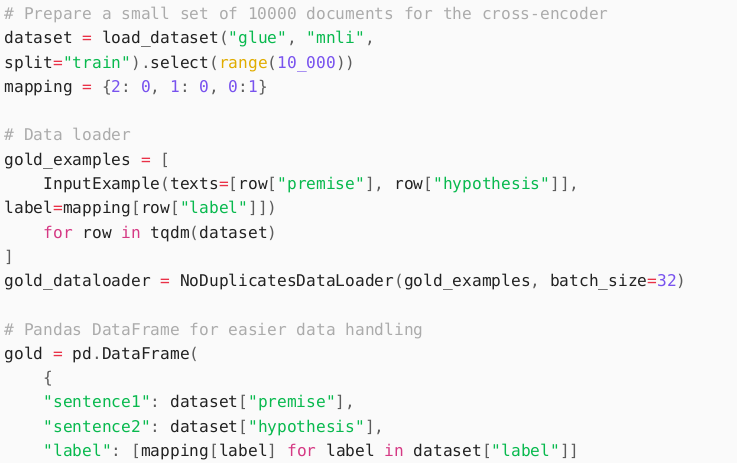 # Prepare a small set of 10000 documents for the cross-encoder
dataset = load_dataset("glue", "mnli",
split="train").select(range(10_000))
mapping = {2: 0, 1: 0, 0:1}

# Data loader
gold_examples = [
    InputExample(texts=[row["premise"], row["hypothesis"]],
label=mapping[row["label"]])
    for row in tqdm(dataset)
]
gold_dataloader = NoDuplicatesDataLoader(gold_examples, batch_size=32)

# Pandas DataFrame for easier data handling
gold = pd.DataFrame(
    {
    "sentence1": dataset["premise"],
    "sentence2": dataset["hypothesis"],
    "label": [mapping[label] for label in dataset["label"]]